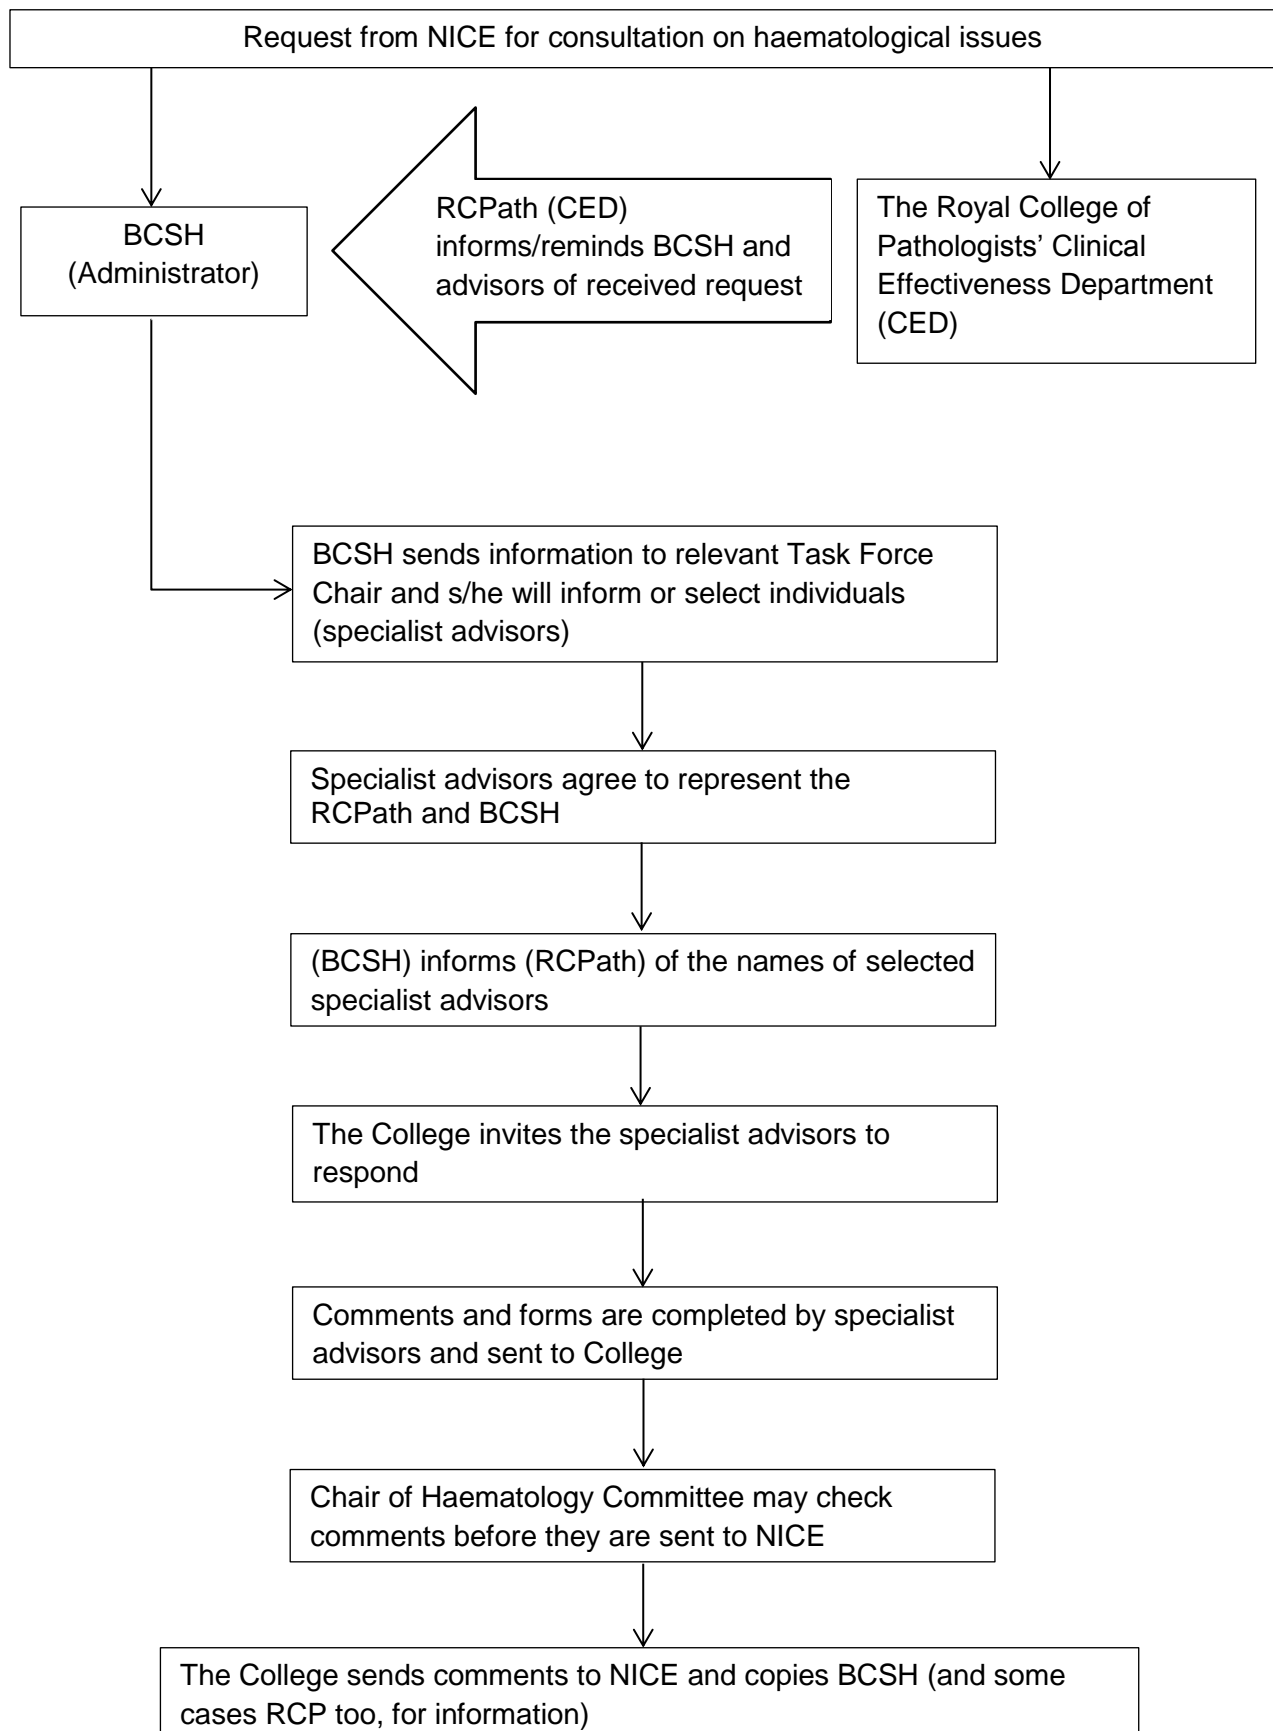 Request from NICE for consultation on haematological issues
BCSH
(Administrator)
RCPath (CED)
informs/reminds BCSH and
advisors of received request
The Royal College of
Pathologists’ Clinical
Effectiveness Department
(CED)
BCSH sends information to relevant Task Force
Chair and s/he will inform or select individuals
(specialist advisors)
Specialist advisors agree to represent the
RCPath and BCSH
(BCSH) informs (RCPath) of the names of selected
specialist advisors
The College invites the specialist advisors to
respond
Comments and forms are completed by specialist
advisors and sent to College
Chair of Haematology Committee may check
comments before they are sent to NICE
The College sends comments to NICE and copies BCSH (and some
cases RCP too, for information)